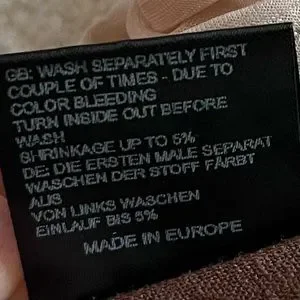 GB: WASH SEPARATELY FIRST
COUPLE OF TIMES - DUE TO
COLOR BLEEDING
TURN INSIDE OUT BEFORE
WASH
SHRINKAGE UP TO 5%
DE: DIE ERSTEN MALE SEPARAT
WASCHEN DER STOFF FÄRBT
AUS
VON LINKS WASCHEN
EINLAUF BIS 5%
MADE IN EUROPE